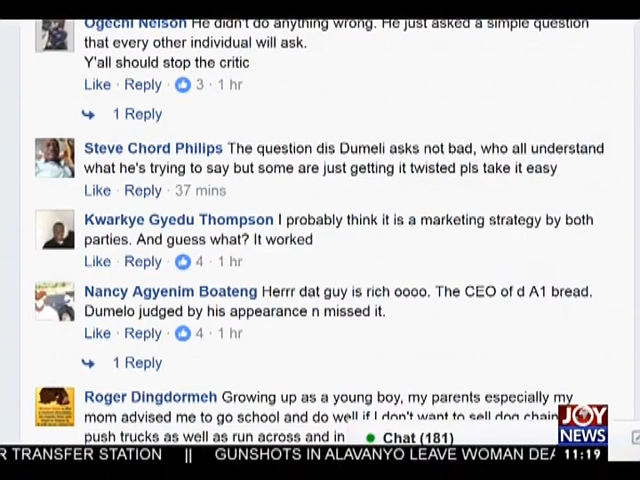 Ogechi Nelson He didn't do anything wrong. He just asked a simple question
that every other individual will ask.
Y'all should stop the critic
Like · Reply · 3 · 1 hr
1 Reply
Steve Chord Philips The question dis Dumeli asks not bad, who all understand
what he's trying to say but some are just getting it twisted pls take it easy
Like · Reply · 37 mins
Kwarkye Gyedu Thompson I probably think it is a marketing strategy by both
parties. And guess what? It worked
Like · Reply · 4 · 1 hr
Nancy Agyenim Boateng Herrr dat guy is rich oooo. The CEO of d A1 bread.
Dumelo judged by his appearance n missed it.
Like · Reply · 4 · 1 hr
1 Reply
Roger Dingdormeh Growing up as a young boy, my parents especially my
mom advised me to go school and do well if I don't want to sell dog chain
push trucks as well as run across and in
Chat (181)
JOY
NEWS
R TRANSFER STATION || GUNSHOTS IN ALAVANYO LEAVE WOMAN DEA
11:19